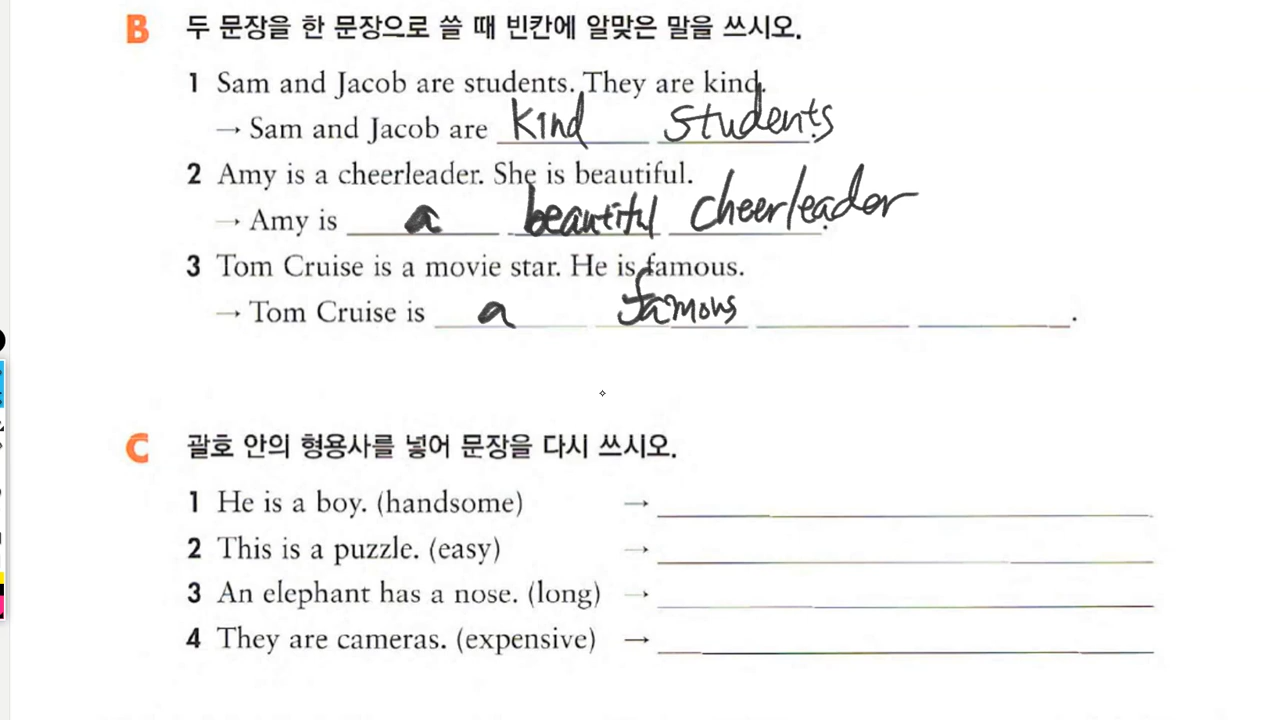 B 두 문장을 한 문장으로 쓸 때 빈칸에 알맞은 말을 쓰시오.
1 Sam and Jacob are students. They are kind.
→ Sam and Jacob are kind students.
2 Amy is a cheerleader. She is beautiful.
→ Amy is a beautiful cheerleader.
3 Tom Cruise is a movie star. He is famous.
→ Tom Cruise is a famous .
C 괄호 안의 형용사를 넣어 문장을 다시 쓰시오.
1 He is a boy. (handsome) →
2 This is a puzzle. (easy) →
3 An elephant has a nose. (long) →
4 They are cameras. (expensive) →